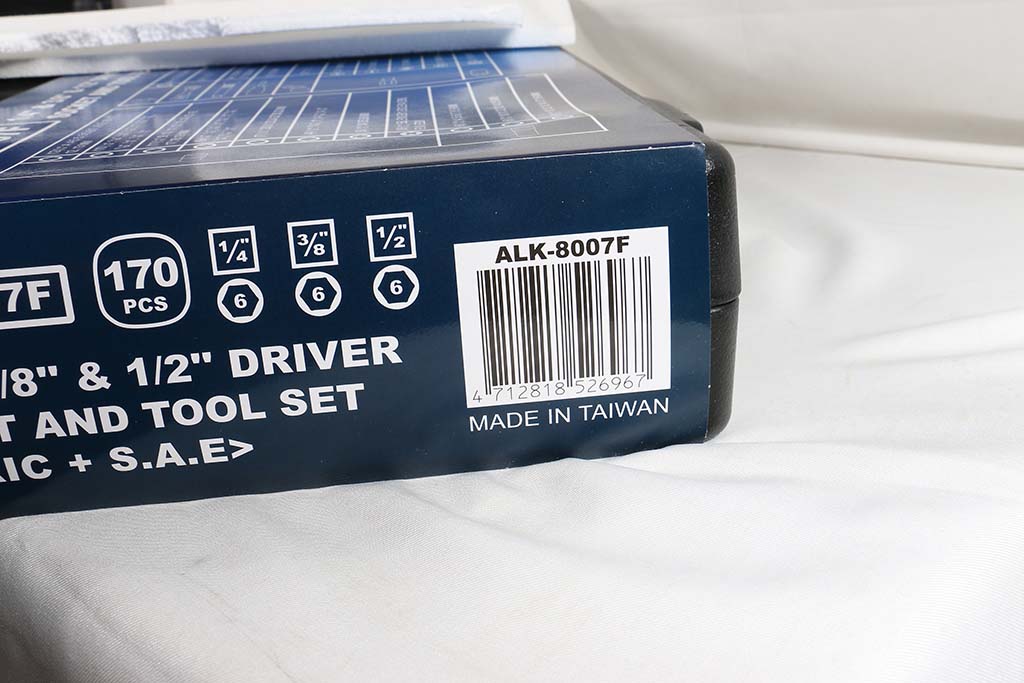 7F
170
PCS
1/4"
6
3/8"
6
1/2"
6
/8" & 1/2" DRIVER
T AND TOOL SET
IC + S.A.E>
ALK-8007F
4 712818 526967
MADE IN TAIWAN